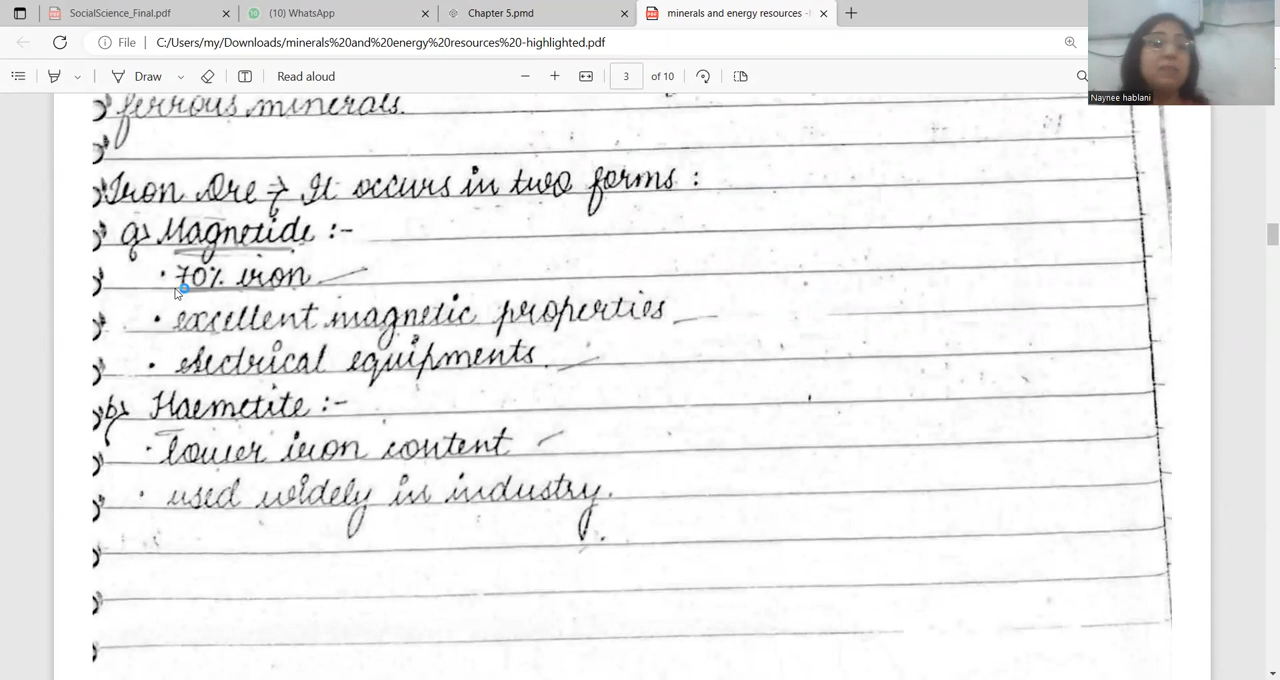 SocialScience_Final.pdf
(10) WhatsApp
Chapter 5.pmd
minerals and energy resources -
File
C:/Users/my/Downloads/minerals%20and%20energy%20resources%20-highlighted.pdf
Draw
Read aloud
3
of 10
Naynee hablani
ferrous minerals.
Iron Ore → It occurs in two forms :
a) Magnetide :-
• 70% iron
• excellent magnetic properties
• electrical equipments.
b) Haemetite :-
• lower iron content
• used widely in industry.